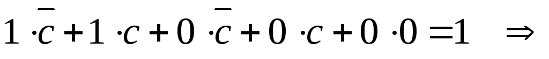 1 ·c̅ + 1 ·c + 0 ·c̅ + 0 ·c + 0 ·0 = 1 ⇒